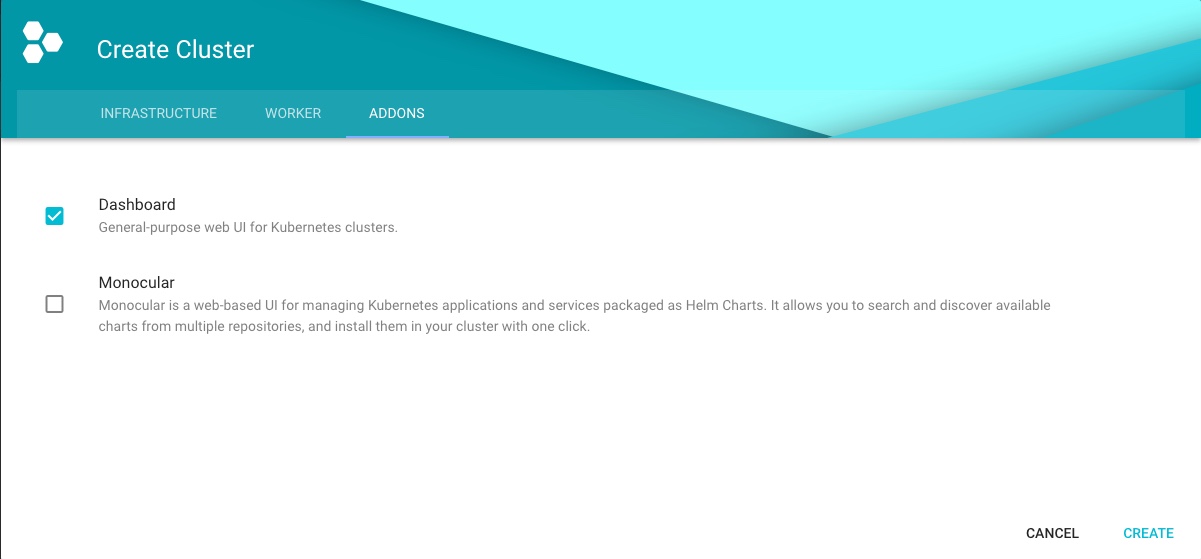 Create Cluster
INFRASTRUCTURE WORKER ADDONS
Dashboard
General-purpose web UI for Kubernetes clusters.
Monocular
Monocular is a web-based UI for managing Kubernetes applications and services packaged as Helm Charts. It allows you to search and discover available
charts from multiple repositories, and install them in your cluster with one click.
CANCEL CREATE